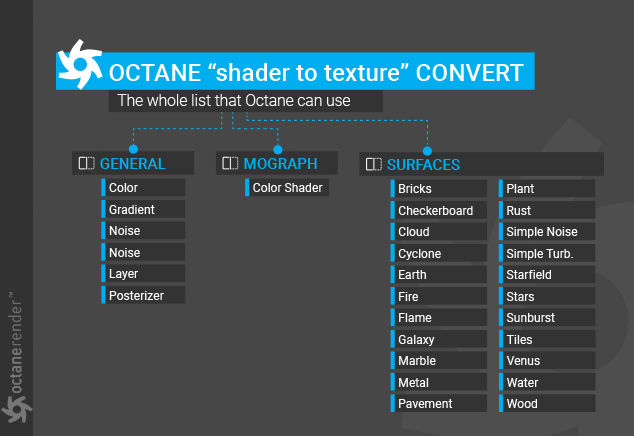 OCTANE “shader to texture” CONVERT
The whole list that Octane can use
GENERAL
Color
Gradient
Noise
Noise
Layer
Posterizer
MOGRAPH
Color Shader
SURFACES
Bricks
Checkerboard
Cloud
Cyclone
Earth
Fire
Flame
Galaxy
Marble
Metal
Pavement
Plant
Rust
Simple Noise
Simple Turb.
Starfield
Stars
Sunburst
Tiles
Venus
Water
Wood
octanerender™